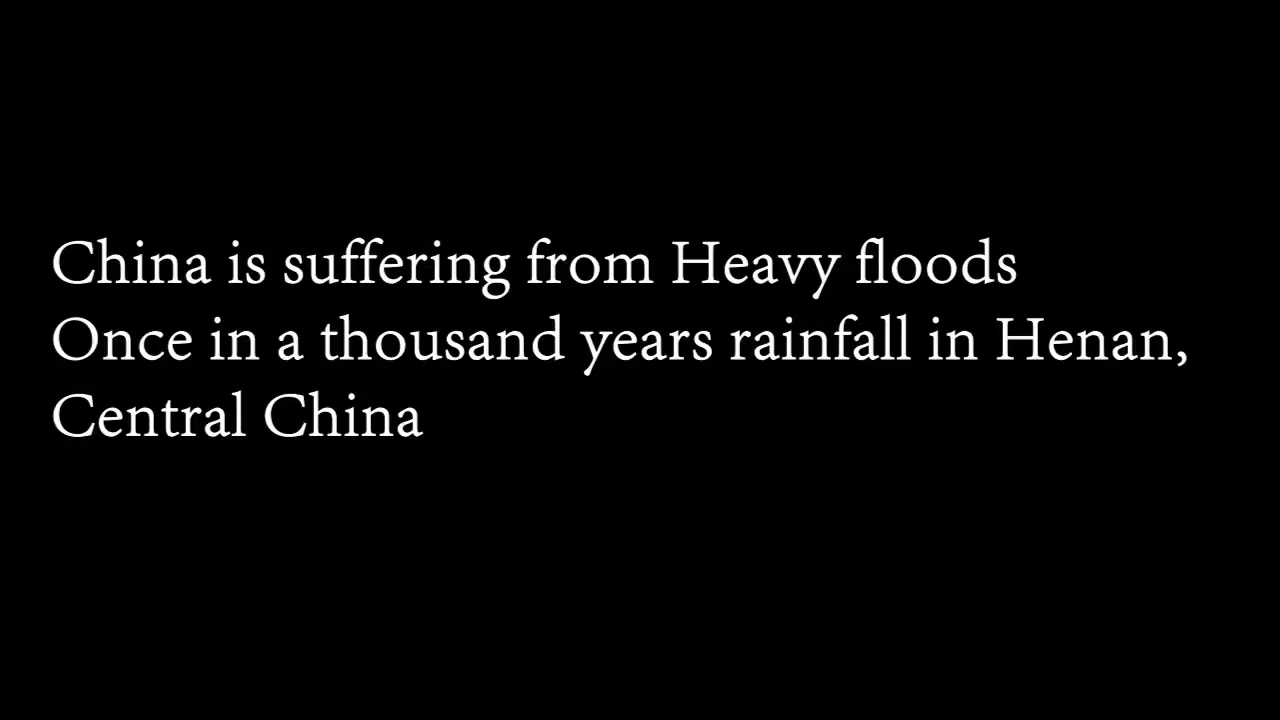 China is suffering from Heavy floods
Once in a thousand years rainfall in Henan,
Central China